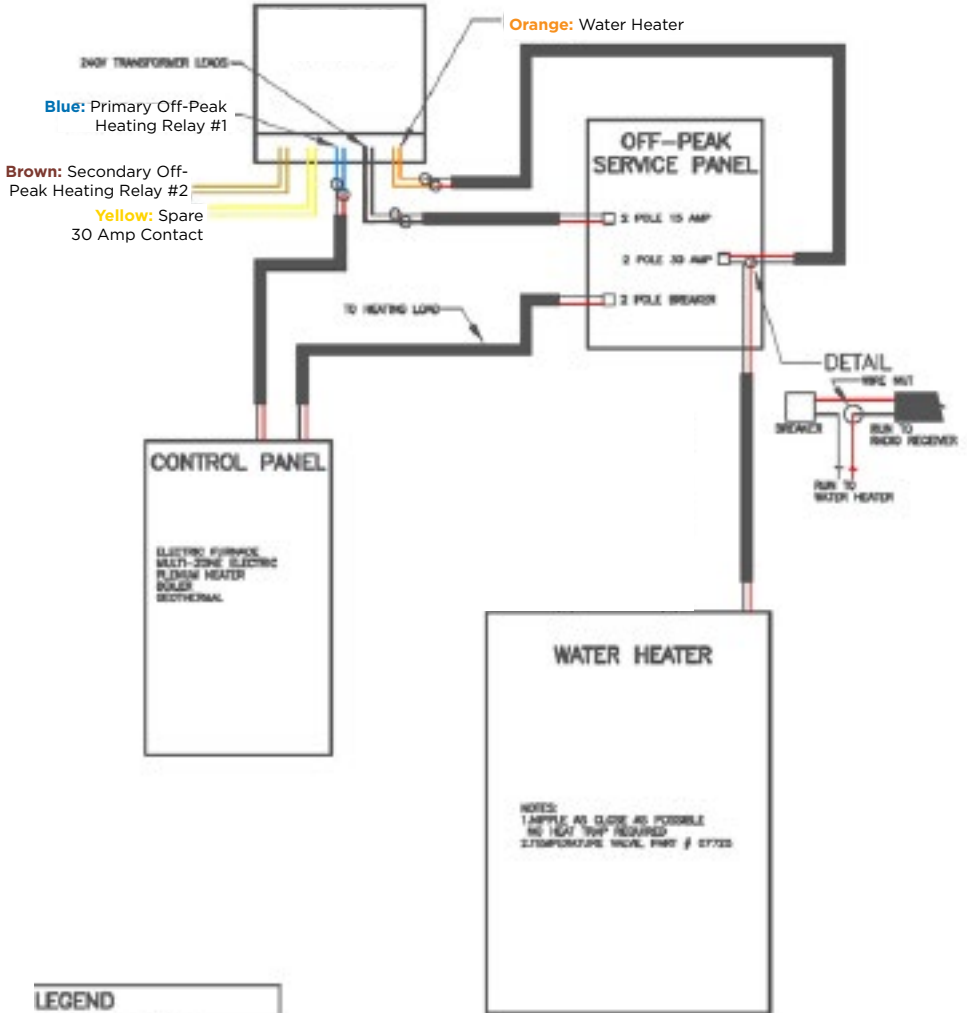 Orange: Water Heater
240V TRANSFORMER LEADS
Blue: Primary Off-Peak
Heating Relay #1
Brown: Secondary Off-
Peak Heating Relay #2
Yellow: Spare
30 Amp Contact
OFF-PEAK
SERVICE PANEL
2 POLE 15 AMP
2 POLE 30 AMP
2 POLE BREAKER
TO HEATING LOAD
DETAIL
WIRE NUT
BREAKER
RUN TO
RADIO RECEIVER
RUN TO
WATER HEATER
CONTROL PANEL
ELECTRIC FURNACE
MULTI-ZONE ELECTRIC
PLENUM HEATER
BOILER
GEOTHERMAL
WATER HEATER
NOTES:
1.NIPPLE AS CLOSE AS POSSIBLE
NO HEAT TRAP REQUIRED
2.TEMPERATURE PART #
LEGEND